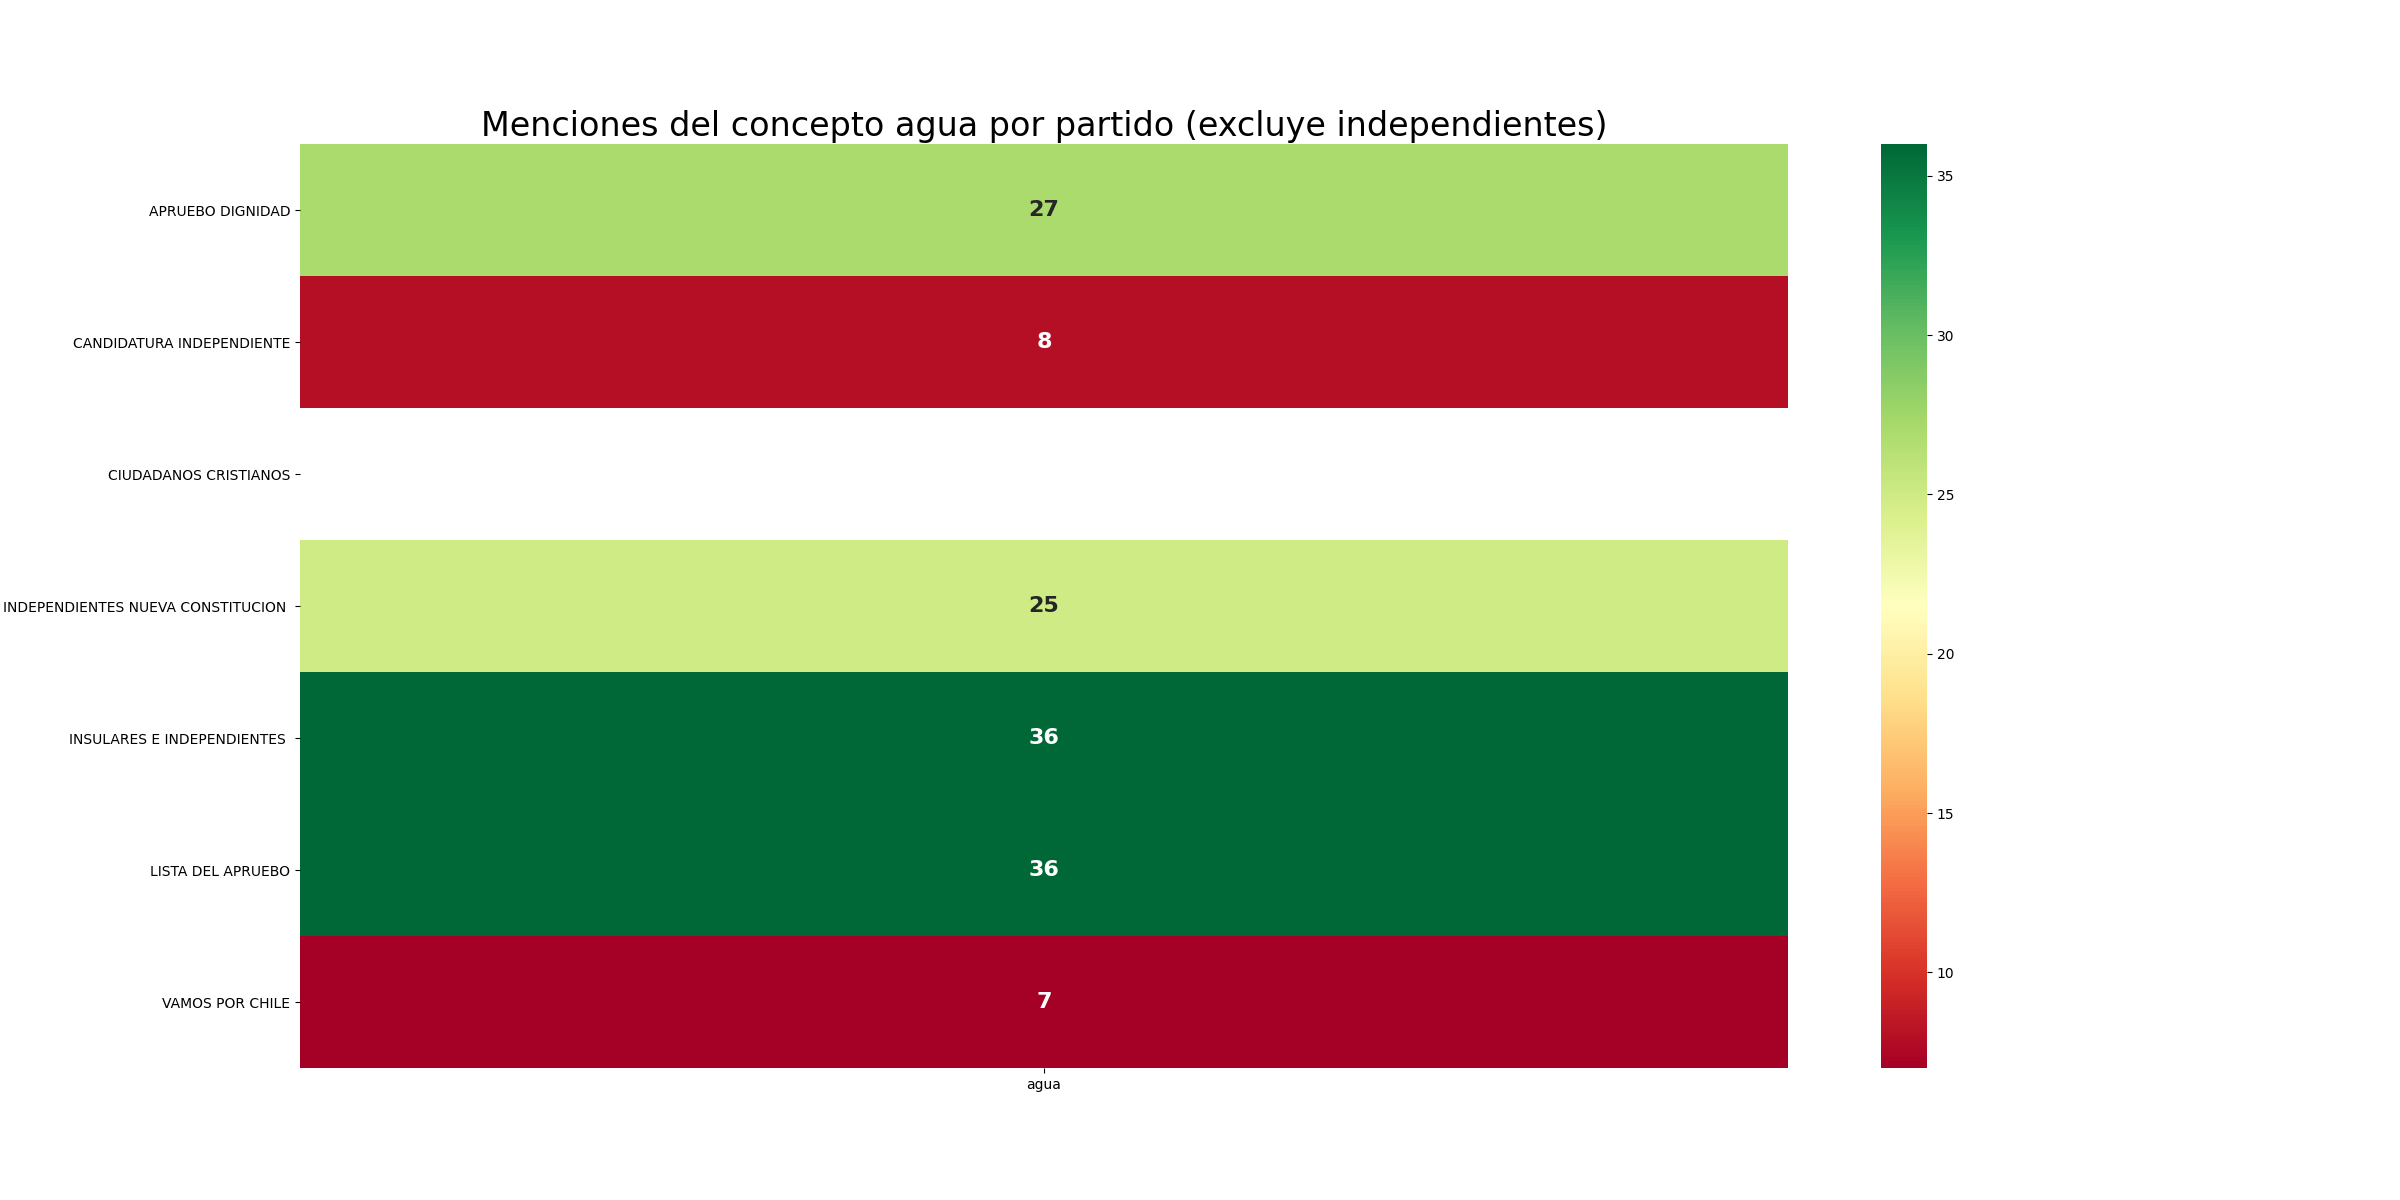 Menciones del concepto agua por partido (excluye independientes)
APRUEBO DIGNIDAD
27
CANDIDATURA INDEPENDIENTE
8
CIUDADANOS CRISTIANOS
INDEPENDIENTES NUEVA CONSTITUCION
25
INSULARES E INDEPENDIENTES
36
LISTA DEL APRUEBO
36
VAMOS POR CHILE
7
agua
35
30
25
20
15
10